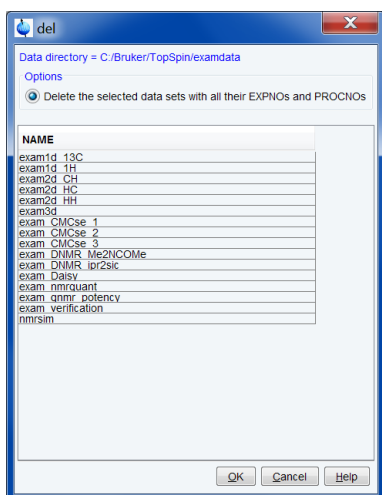 del
X
Data directory = C:/Bruker/TopSpin/examdata
Options
Delete the selected data sets with all their EXPNOs and PROCNOs
NAME
exam1d_13C
exam1d_1H
exam2d_CH
exam2d_HC
exam2d_HH
exam3d
exam_CMCse_1
exam_CMCse_2
exam_CMCse_3
exam_DNMR_Me2NCOMe
exam_DNMR_ipr2sic
exam_Daisy
exam_nmrquant
exam_qnmr_potency
exam_verification
nmrsim
OK Cancel Help